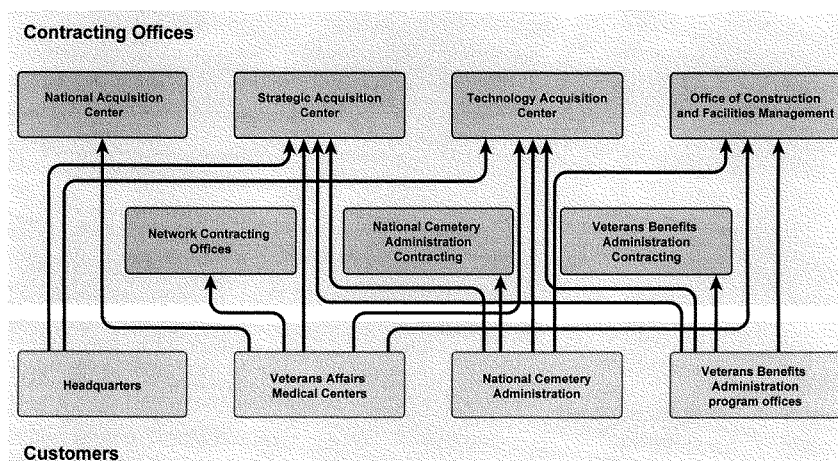 Contracting Offices
National Acquisition
Center
Strategic Acquisition
Center
Technology Acquisition
Center
Office of Construction
and Facilities Management
Network Contracting
Offices
National Cemetery
Administration
Contracting
Veterans Benefits
Administration
Contracting
Headquarters
Veterans Affairs
Medical Centers
National Cemetery
Administration
Veterans Benefits
Administration
program offices
Customers